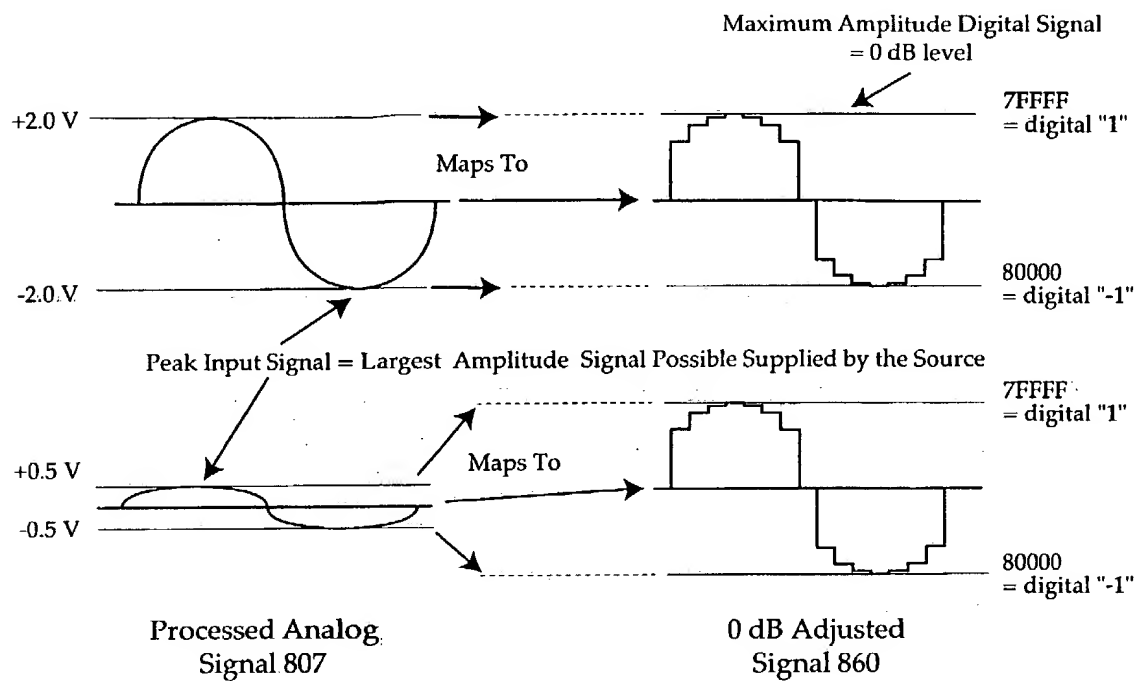 Maximum Amplitude Digital Signal
= 0 dB level
+2.0 V
7FFFF
= digital "1"
Maps To
-2.0 V
80000
= digital "-1"
Peak Input Signal = Largest Amplitude Signal Possible Supplied by the Source
7FFFF
= digital "1"
+0.5 V
Maps To
-0.5 V
80000
= digital "-1"
Processed Analog
Signal 807
0 dB Adjusted
Signal 860